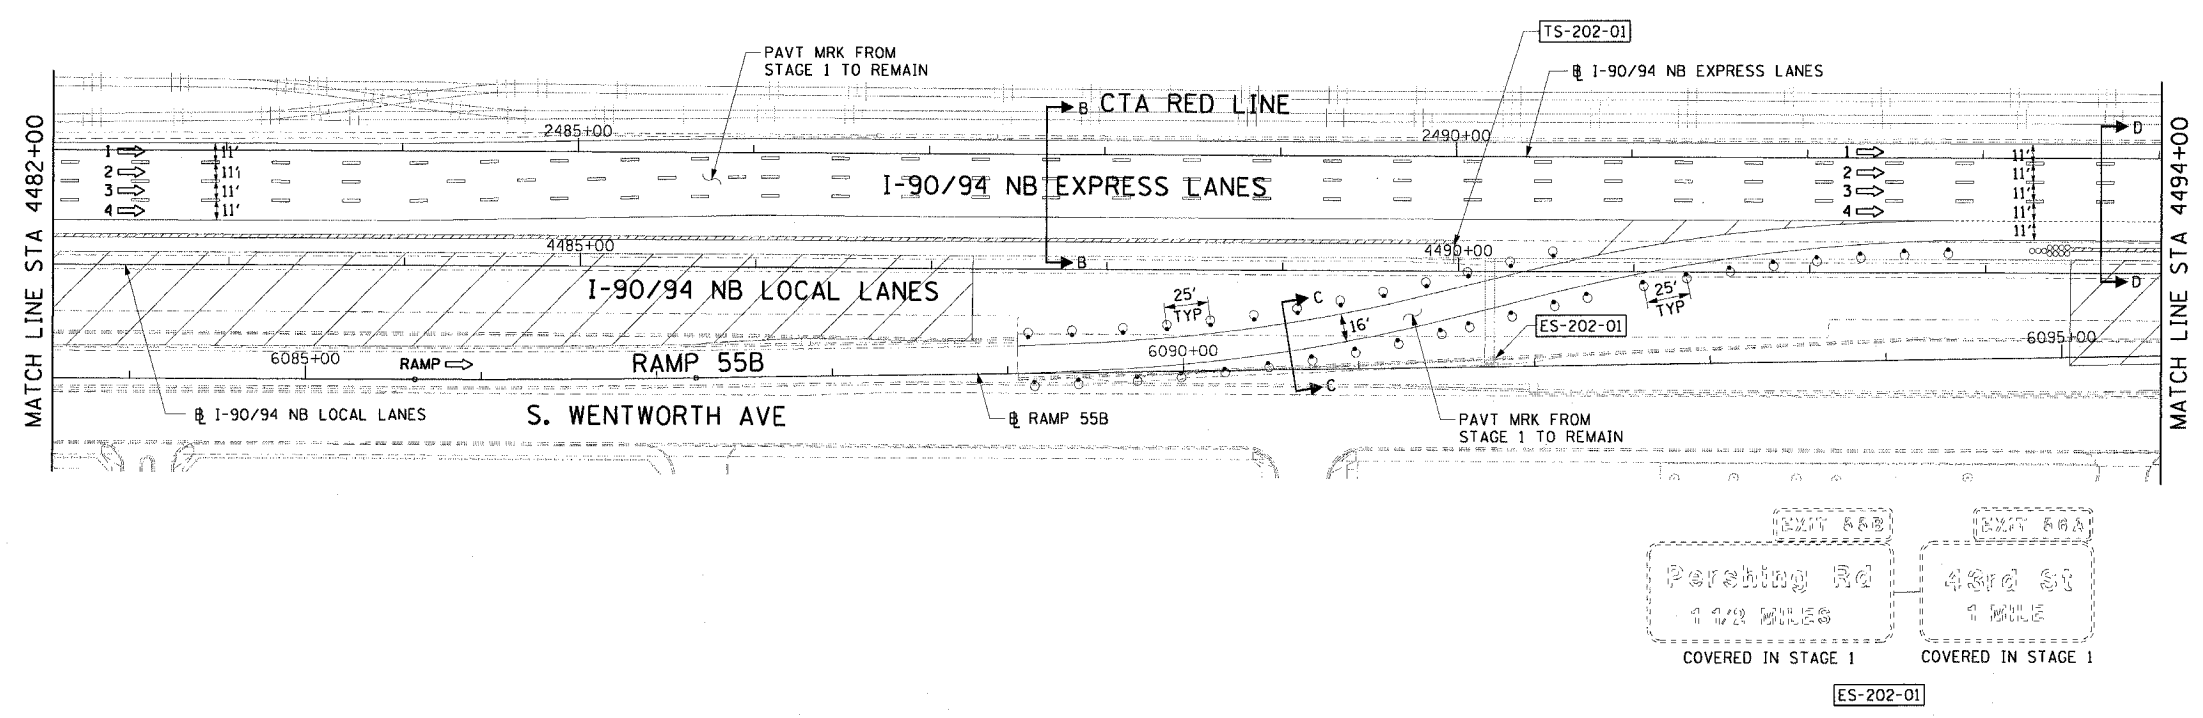 TS-202-01
PAVT MRK FROM
STAGE 1 TO REMAIN
℄ I-90/94 NB EXPRESS LANES
B CTA RED LINE
2485+00
2490+00
D
MATCH LINE STA 4482+00
MATCH LINE STA 4494+00
1 11'
2 11'
3 11'
4 11'
I-90/94 NB EXPRESS LANES
1 11'
2 11'
3 11'
4 11'
11'
4485+00
4490+00
B
D
I-90/94 NB LOCAL LANES
25'
TYP
C
16'
25'
TYP
ES-202-01
6085+00
RAMP
RAMP 55B
6090+00
6095+00
C
℄ I-90/94 NB LOCAL LANES
S. WENTWORTH AVE
℄ RAMP 55B
PAVT MRK FROM
STAGE 1 TO REMAIN
EXIT 55B
EXIT 56A
Pershing Rd
1 1/2 MILES
43rd St
1 MILE
COVERED IN STAGE 1
COVERED IN STAGE 1
ES-202-01